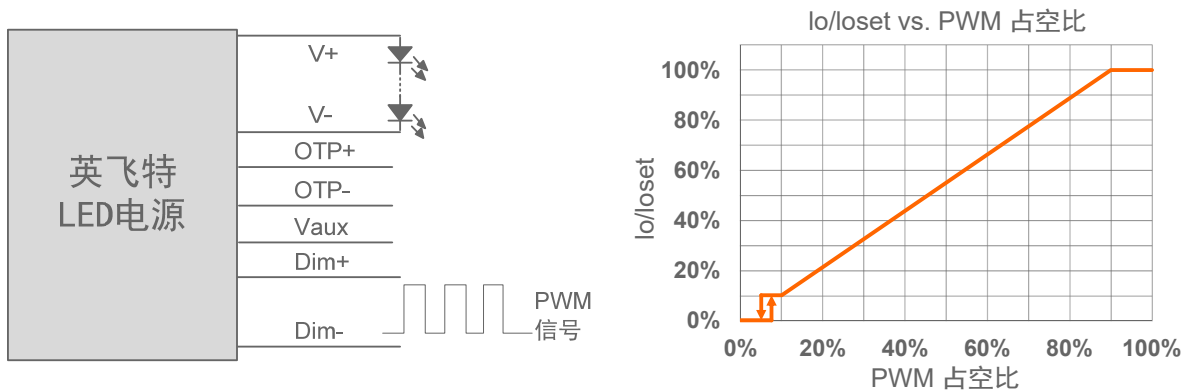 英飞特
LED电源
V+
V-
OTP+
OTP-
Vaux
Dim+
Dim-
PWM
信号
Io/Ioset vs. PWM 占空比
Io/Ioset
100%
80%
60%
40%
20%
0%
0% 20% 40% 60% 80% 100%
PWM 占空比